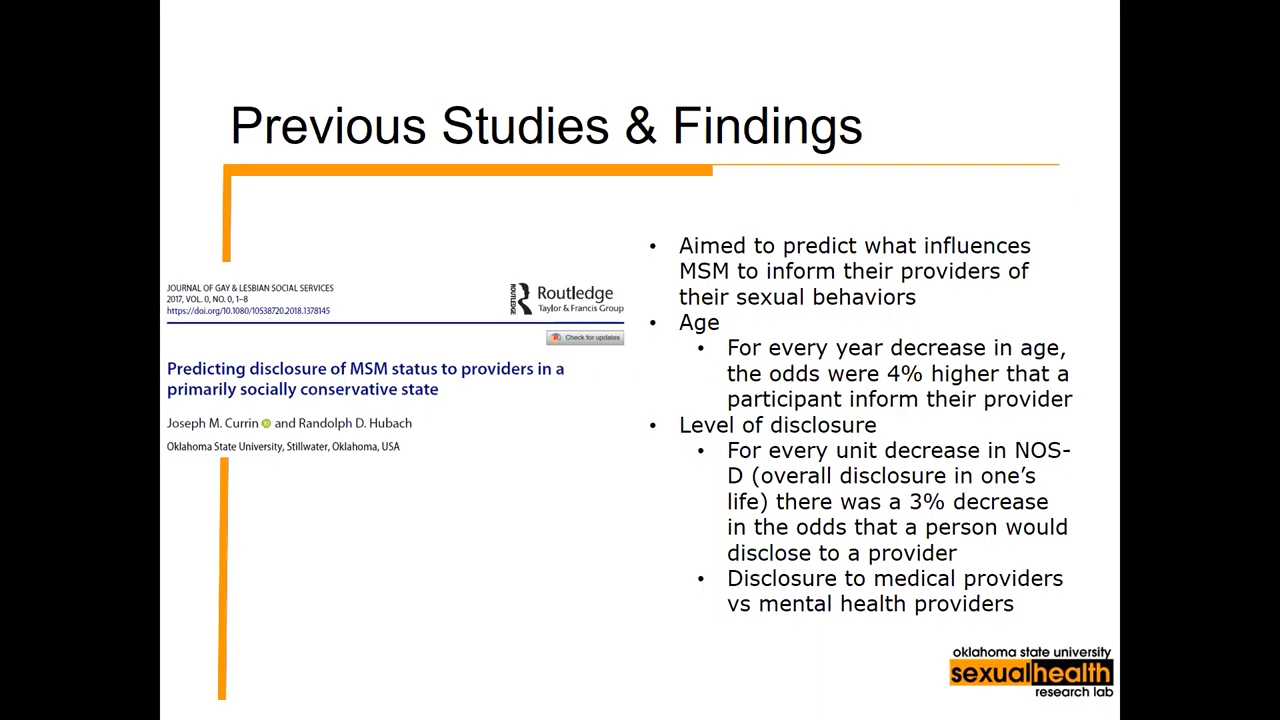 Previous Studies & Findings
JOURNAL OF GAY & LESBIAN SOCIAL SERVICES
2017, VOL. 0, NO. 0, 1–8
https://doi.org/10.1080/10538720.2018.1378145
ROUTLEDGE
Routledge
Taylor & Francis Group
Check for updates
Predicting disclosure of MSM status to providers in a
primarily socially conservative state
Joseph M. Currin iD and Randolph D. Hubach
Oklahoma State University, Stillwater, Oklahoma, USA
• Aimed to predict what influences
MSM to inform their providers of
their sexual behaviors
• Age
• For every year decrease in age,
the odds were 4% higher that a
participant inform their provider
• Level of disclosure
• For every unit decrease in NOS-
D (overall disclosure in one’s
life) there was a 3% decrease
in the odds that a person would
disclose to a provider
• Disclosure to medical providers
vs mental health providers
oklahoma state university
sexualhealth
research lab